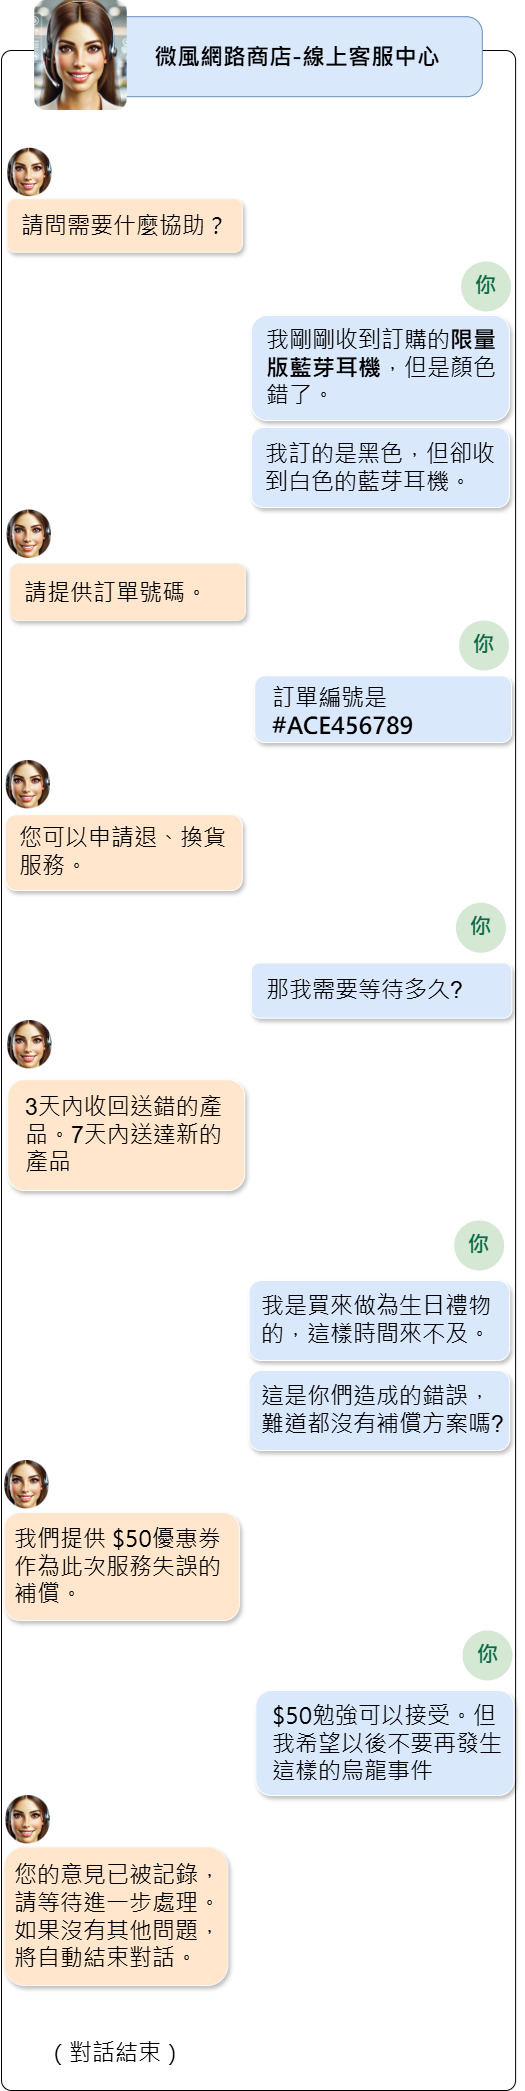 微風網路商店-線上客服中心
請問需要什麼協助？
你
我剛剛收到訂購的限量
版藍芽耳機，但是顏色
錯了。
我訂的是黑色，但卻收
到白色的藍芽耳機。
請提供訂單號碼。
你
訂單編號是
#ACE456789
您可以申請退、換貨
服務。
你
那我需要等待多久?
3天內收回送錯的產
品。7天內送達新的
產品
你
我是買來做為生日禮物
的，這樣時間來不及。
這是你們造成的錯誤，
難道都沒有補償方案嗎?
我們提供 $50優惠券
作為此次服務失誤的
補償。
你
$50勉強可以接受。但
我希望以後不要再發生
這樣的烏龍事件
您的意見已被記錄，
請等待進一步處理。
如果沒有其他問題，
將自動結束對話。
（對話結束）